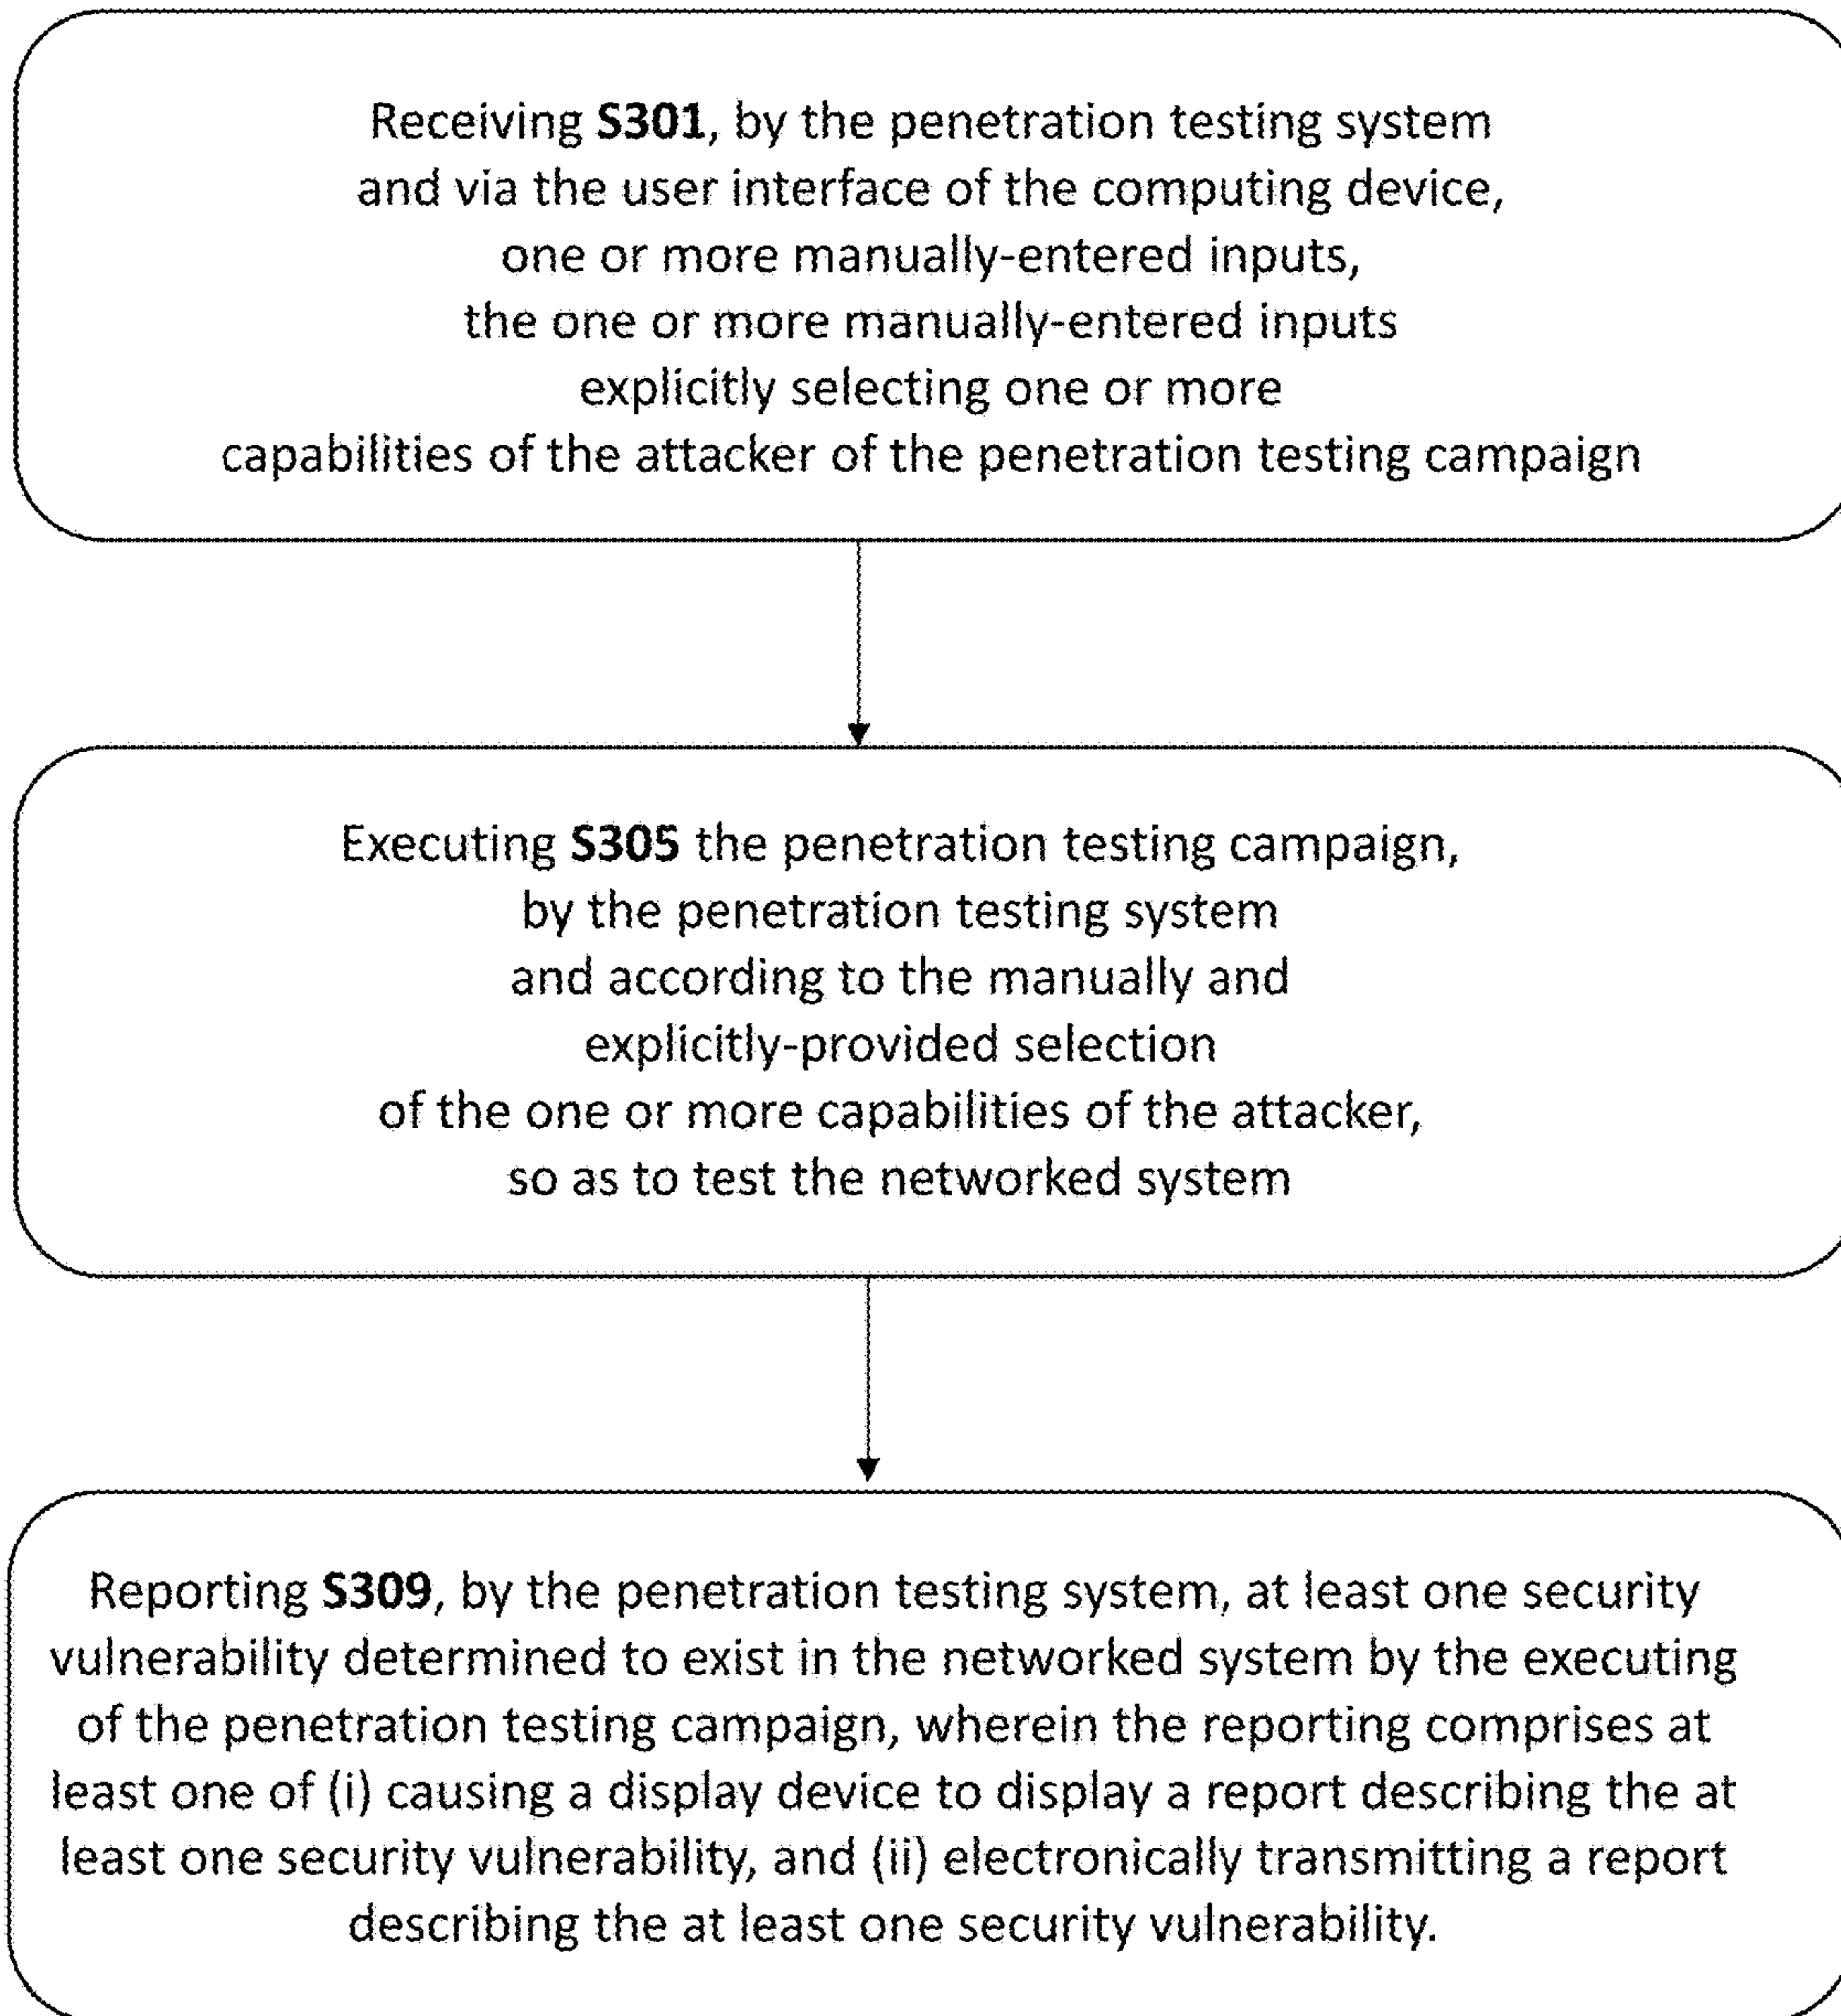 Receiving S301, by the penetration testing system
and via the user interface of the computing device,
one or more manually-entered inputs,
the one or more manually-entered inputs
explicitly selecting one or more
capabilities of the attacker of the penetration testing campaign
Executing S305 the penetration testing campaign,
by the penetration testing system
and according to the manually and
explicitly-provided selection
of the one or more capabilities of the attacker,
so as to test the networked system
Reporting S309, by the penetration testing system, at least one security
vulnerability determined to exist in the networked system by the executing
of the penetration testing campaign, wherein the reporting comprises at
least one of (i) causing a display device to display a report describing the at
least one security vulnerability, and (ii) electronically transmitting a report
describing the at least one security vulnerability.